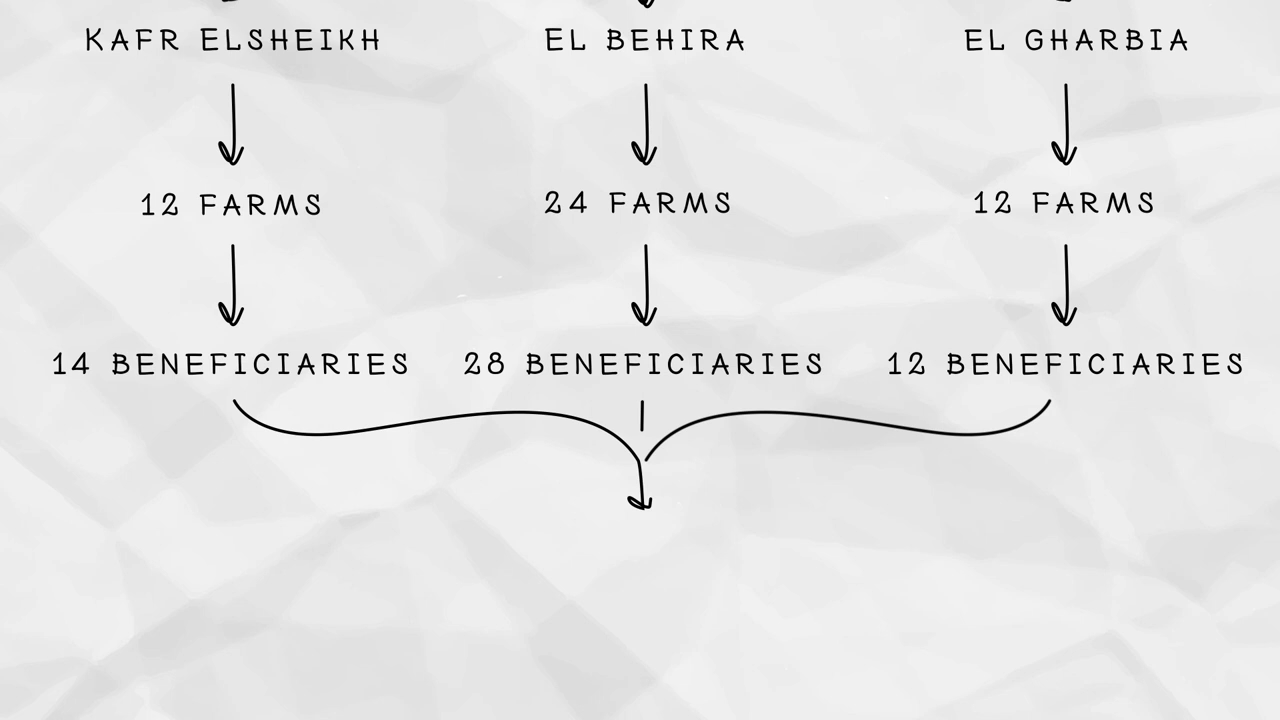 KAFR ELSHEIKH
EL BEHIRA
EL GHARBIA
12 FARMS
24 FARMS
12 FARMS
14 BENEFICIARIES
28 BENEFICIARIES
12 BENEFICIARIES